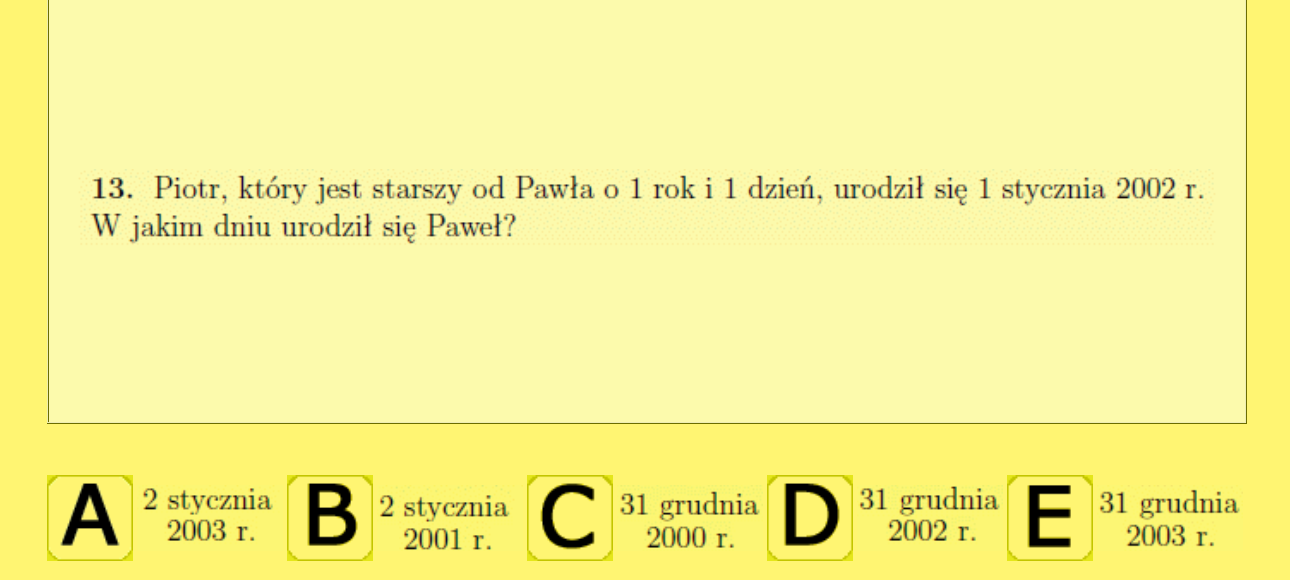 13. Piotr, który jest starszy od Pawła o 1 rok i 1 dzień, urodził się 1 stycznia 2002 r.
W jakim dniu urodził się Paweł?
A 2 stycznia
2003 r.
B 2 stycznia
2001 r.
C 31 grudnia
2000 r.
D 31 grudnia
2002 r.
E 31 grudnia
2003 r.